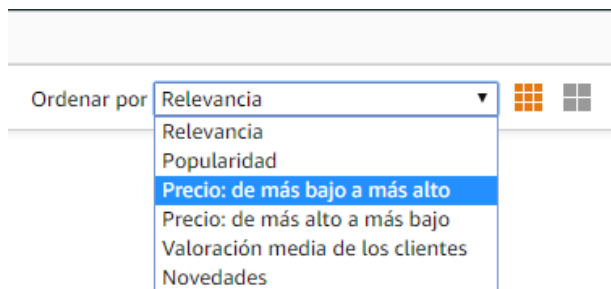 Ordenar por Relevancia
Relevancia
Popularidad
Precio: de más bajo a más alto
Precio: de más alto a más bajo
Valoración media de los clientes
Novedades